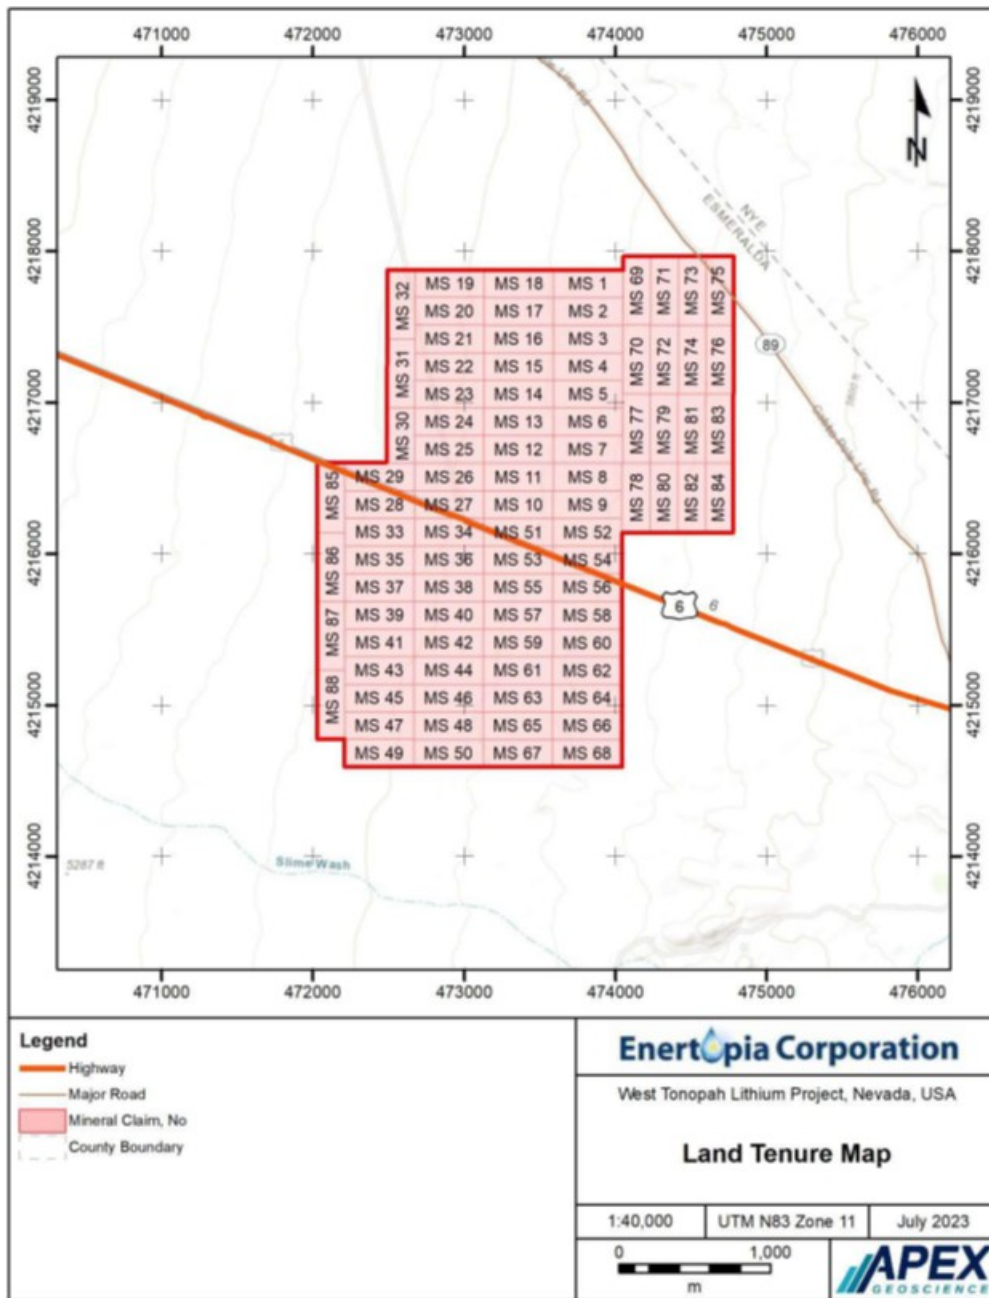 471000 472000 473000 474000 475000 476000
4219000 4219000
N
NYE
ESMERALDA
4218000 4218000
MS 32 MS 19 MS 18 MS 1 MS 69 MS 71 MS 73 MS 75
MS 20 MS 17 MS 2
MS 31 MS 21 MS 16 MS 3 MS 70 MS 72 MS 74 MS 76
89
MS 22 MS 15 MS 4
4217000 4217000
MS 23 MS 14 MS 5
MS 30 MS 24 MS 13 MS 6 MS 77 MS 79 MS 81 MS 83
MS 25 MS 12 MS 7
MS 85 MS 29 MS 26 MS 11 MS 8 MS 78 MS 80 MS 82 MS 84
MS 28 MS 27 MS 10 MS 9
MS 33 MS 34 MS 51 MS 52
4216000 4216000
MS 86 MS 35 MS 36 MS 53 MS 54
MS 37 MS 38 MS 55 MS 56
6 6
MS 87 MS 39 MS 40 MS 57 MS 58
MS 41 MS 42 MS 59 MS 60
MS 88 MS 43 MS 44 MS 61 MS 62
MS 45 MS 46 MS 63 MS 64
4215000 4215000
MS 47 MS 48 MS 65 MS 66
MS 49 MS 50 MS 67 MS 68
4214000 4214000
5287 ft
Slime Wash
471000 472000 473000 474000 475000 476000
Legend
Highway
Major Road
Mineral Claim, No
County Boundary
Enertopia Corporation
West Tonopah Lithium Project, Nevada, USA
Land Tenure Map
1:40,000 UTM N83 Zone 11 July 2023
0 1,000
m
APEX
GEOSCIENCE